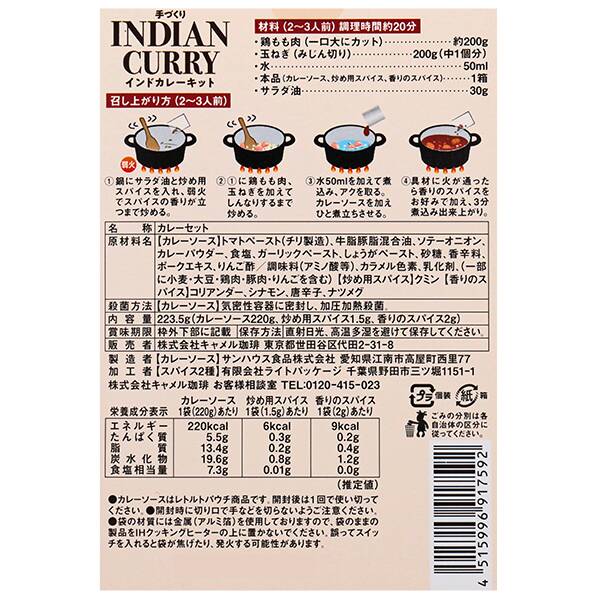 手づくり
INDIAN
CURRY
インドカレーキット
材料（2〜3人前）調理時間約20分
・鶏もも肉（一口大にカット）　約200g
・玉ねぎ（みじん切り）　200g（中1個分）
・水　50ml
・本品（カレーソース、炒め用スパイス、香りのスパイス）　1箱
・サラダ油　30g
召し上がり方（2〜3人前）
弱火
①鍋にサラダ油と炒め用
スパイスを入れ、弱火
でスパイスの香りが立
つまで炒める。
②①に鶏もも肉、
玉ねぎを加えて
しんなりするまで
炒める。
③水50mlを加えて煮
込み、アクを取る。
カレーソースを加え
ひと煮立ちさせる。
④具材に火が通った
ら香りのスパイスを
お好みで加え、3分
煮込み出来上がり。
名称　カレーセット
原材料名　【カレーソース】トマトペースト（チリ製造）、牛脂豚脂混合油、ソテーオニオン、
カレーパウダー、食塩、ガーリックペースト、しょうがペースト、砂糖、香辛料、
ポークエキス、りんご酢／調味料（アミノ酸等）、カラメル色素、乳化剤、（一部
に小麦・大豆・鶏肉・豚肉・りんごを含む）【炒め用スパイス】クミン【香りのス
パイス】コリアンダー、シナモン、唐辛子、ナツメグ
殺菌方法　【カレーソース】気密性容器に密封し、加圧加熱殺菌
内容量　223.5g（カレーソース220g、炒め用スパイス1.5g、香りのスパイス2g）
賞味期限　枠外下部に記載　保存方法　直射日光、高温多湿を避けて保存してください。
販売者　株式会社キャメル珈琲 東京都世田谷区代田2-31-8
製造者　【カレーソース】サンハウス食品株式会社 愛知県江南市高屋町西里77
加工者　【スパイス2種】有限会社ライトパッケージ 千葉県野田市三ツ堀1151-1
株式会社キャメル珈琲 お客様相談室 TEL:0120-415-023
栄養成分表示　カレーソース 1袋（220g）あたり　炒め用スパイス 1袋（1.5g）あたり　香りのスパイス 1袋（2g）あたり
エネルギー　220kcal　6kcal　9kcal
たんぱく質　5.5g　0.3g　0.2g
脂質　13.4g　0.2g　0.4g
炭水化物　19.6g　0.8g　1.2g
食塩相当量　7.3g　0.01g　0.0g
（推定値）
プラ 個装 紙 箱
ごみの分別は各
自治体の区分に
従ってください。
●カレーソースはレトルトパウチ商品です。開封後は1回で使い切って
ください。●開封時に切り口で手などを切らないようご注意ください。
●袋の材質には金属（アルミ箔）を使用しておりますので、袋のままの
製品をIHクッキングヒーターの上に置かないでください。誤ってスイ
ッチを入れると袋が焦げたり、発火する可能性があります。
4 515996 917592